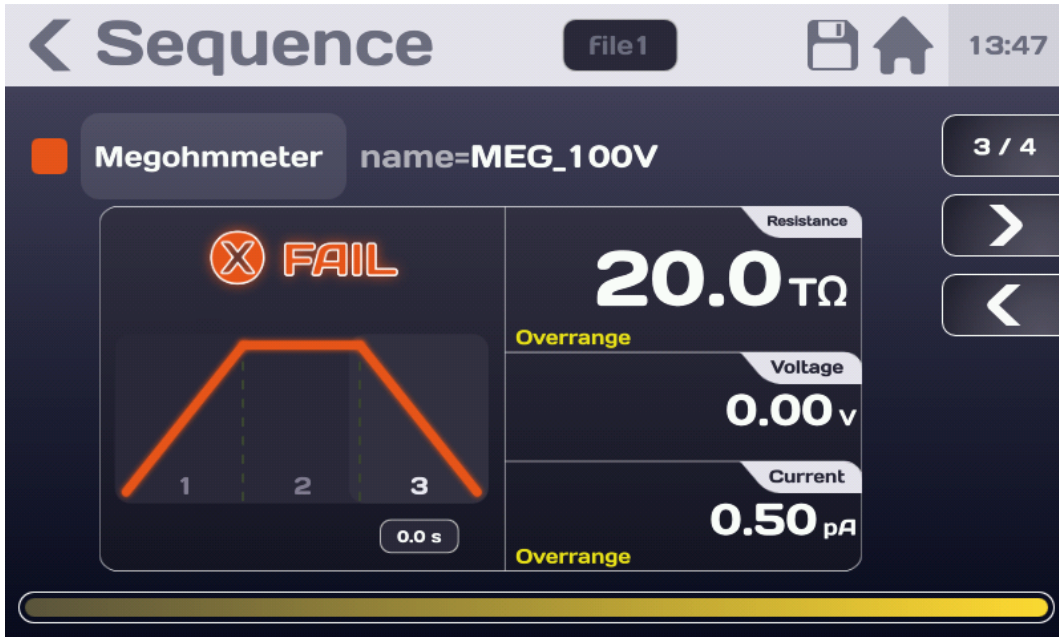 Sequence
File1
13:47
Megohmmeter
name=MEG_100V
3 / 4
X FAIL
Resistance
20.0 TΩ
Overrange
Voltage
0.00 V
1 2 3
Current
0.50 pA
0.0 s
Overrange